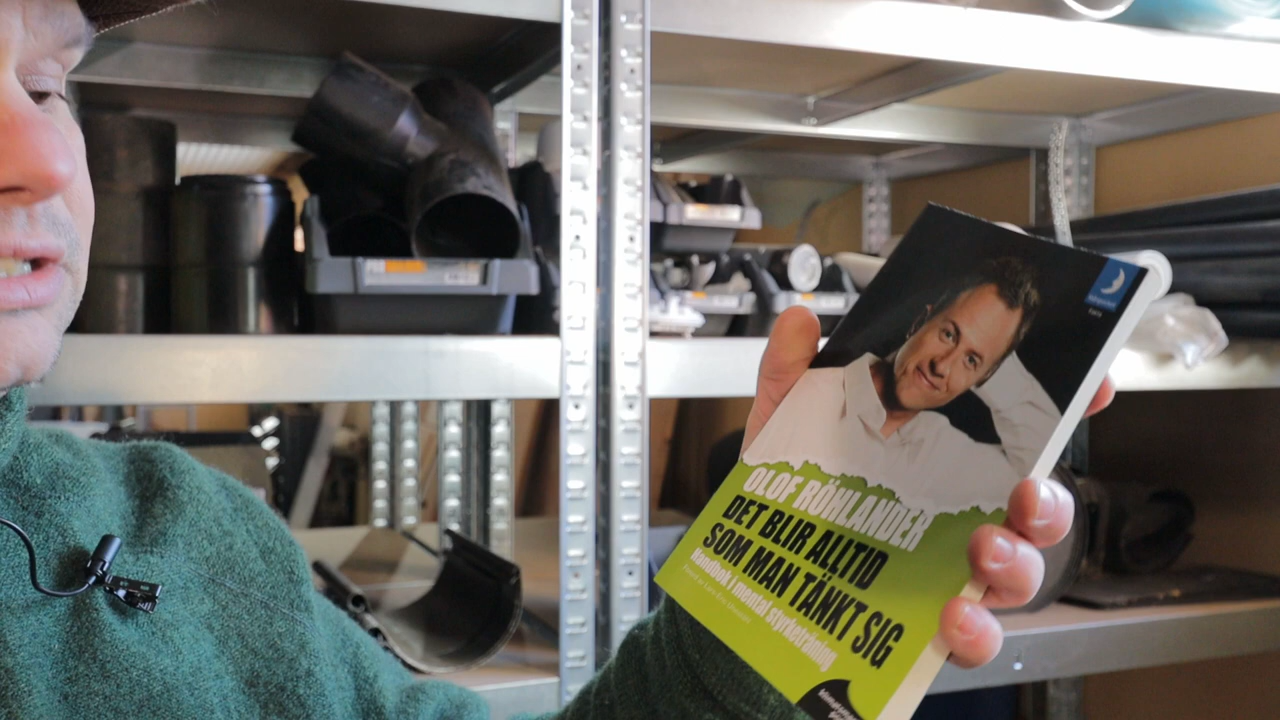 OLOF RÖHLANDER
DET BLIR ALLTID
SOM MAN TÄNKT SIG
Handbok i mental styrketräning